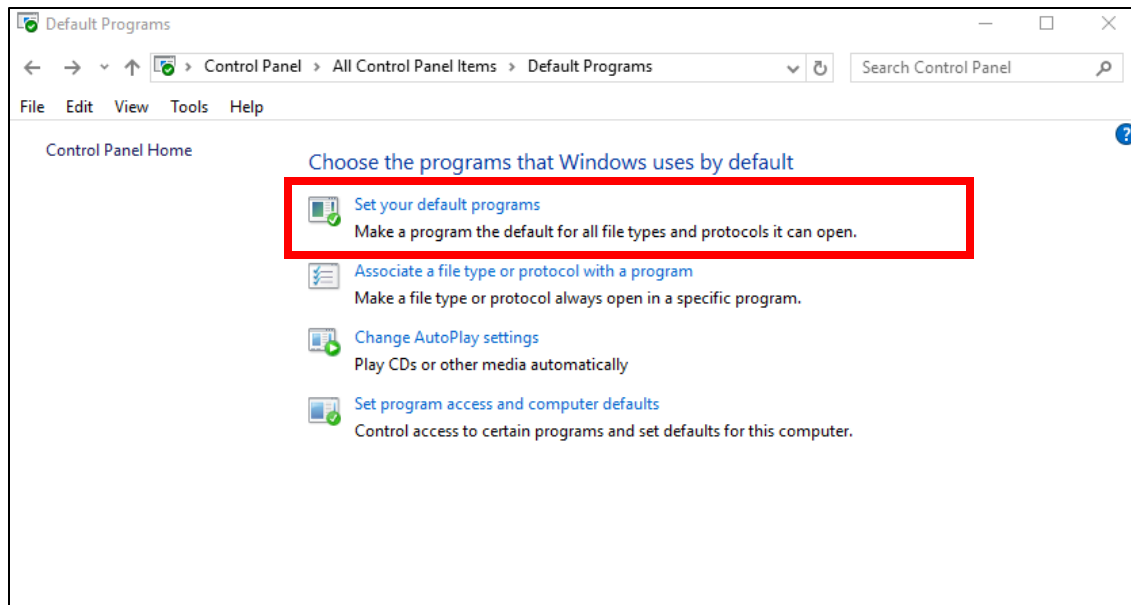 Default Programs
Control Panel > All Control Panel Items > Default Programs
Search Control Panel
File Edit View Tools Help
?
Control Panel Home
Choose the programs that Windows uses by default
Set your default programs
Make a program the default for all file types and protocols it can open.
Associate a file type or protocol with a program
Make a file type or protocol always open in a specific program.
Change AutoPlay settings
Play CDs or other media automatically
Set program access and computer defaults
Control access to certain programs and set defaults for this computer.